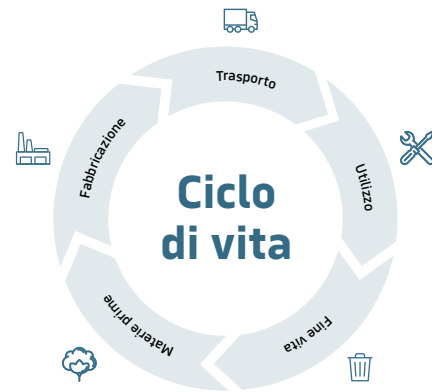 Trasporto
Utilizzo
Fine vita
Materie prime
Fabbricazione
Ciclo
di vita